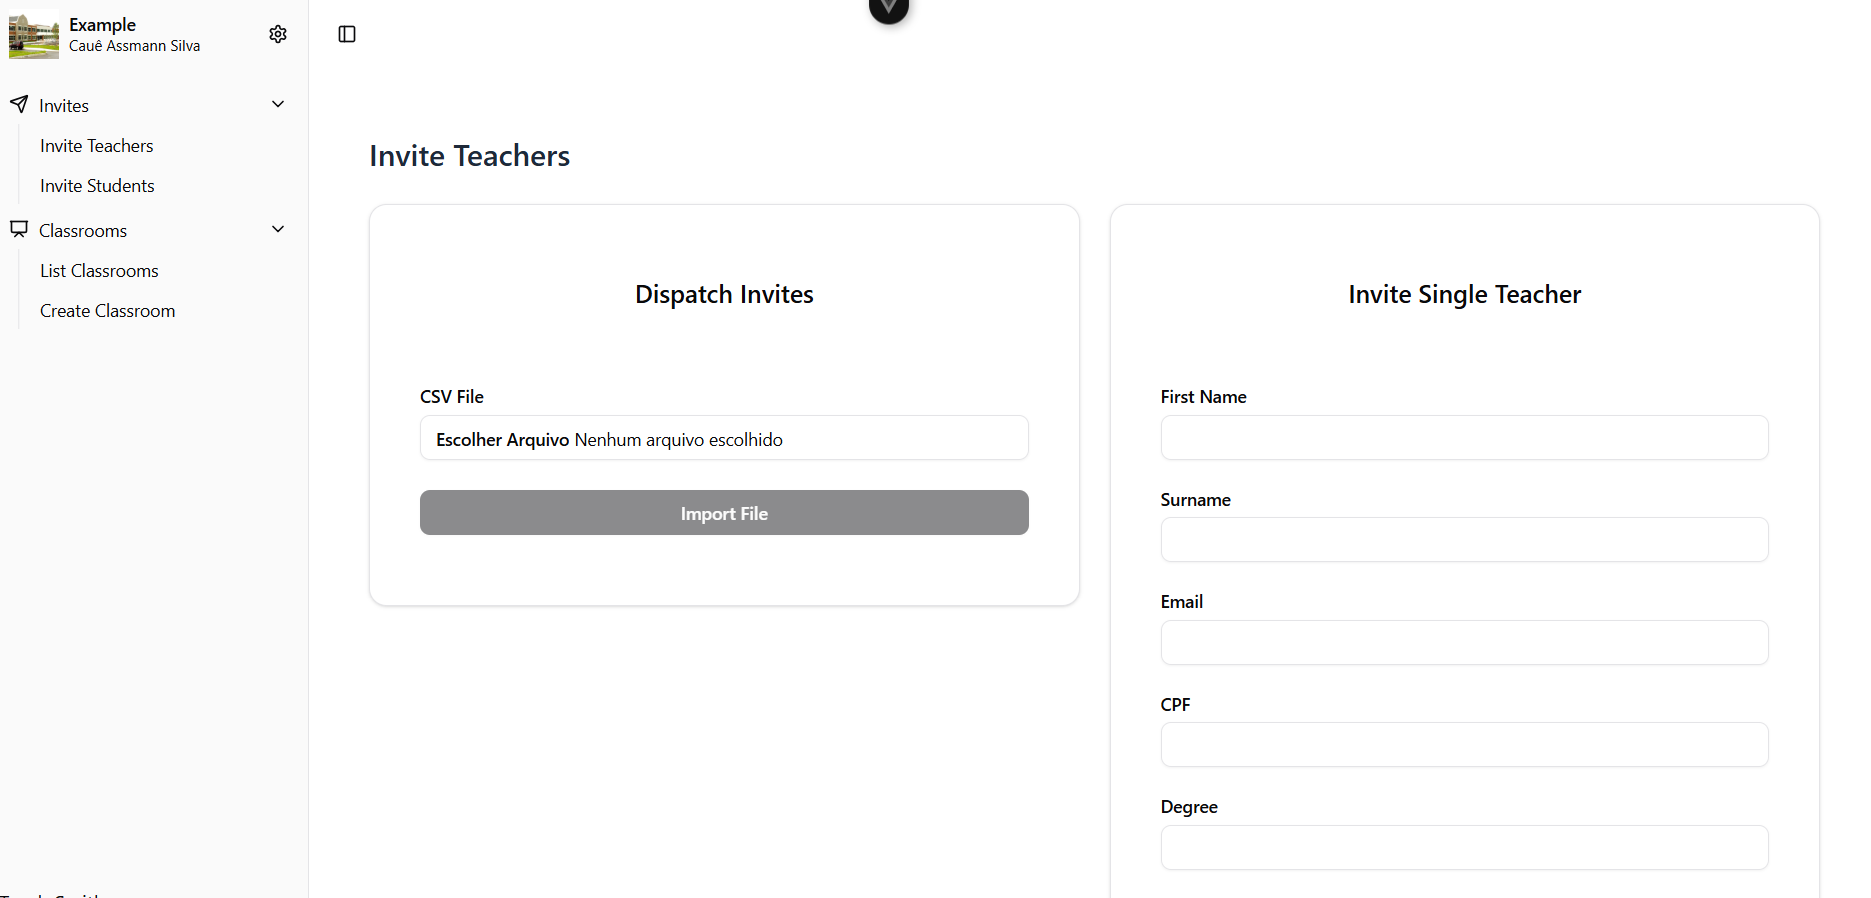 Example
Cauê Assmann Silva
Invites
Invite Teachers
Invite Students
Classrooms
List Classrooms
Create Classroom
Invite Teachers
Dispatch Invites
CSV File
Escolher Arquivo Nenhum arquivo escolhido
Import File
Invite Single Teacher
First Name
Surname
Email
CPF
Degree